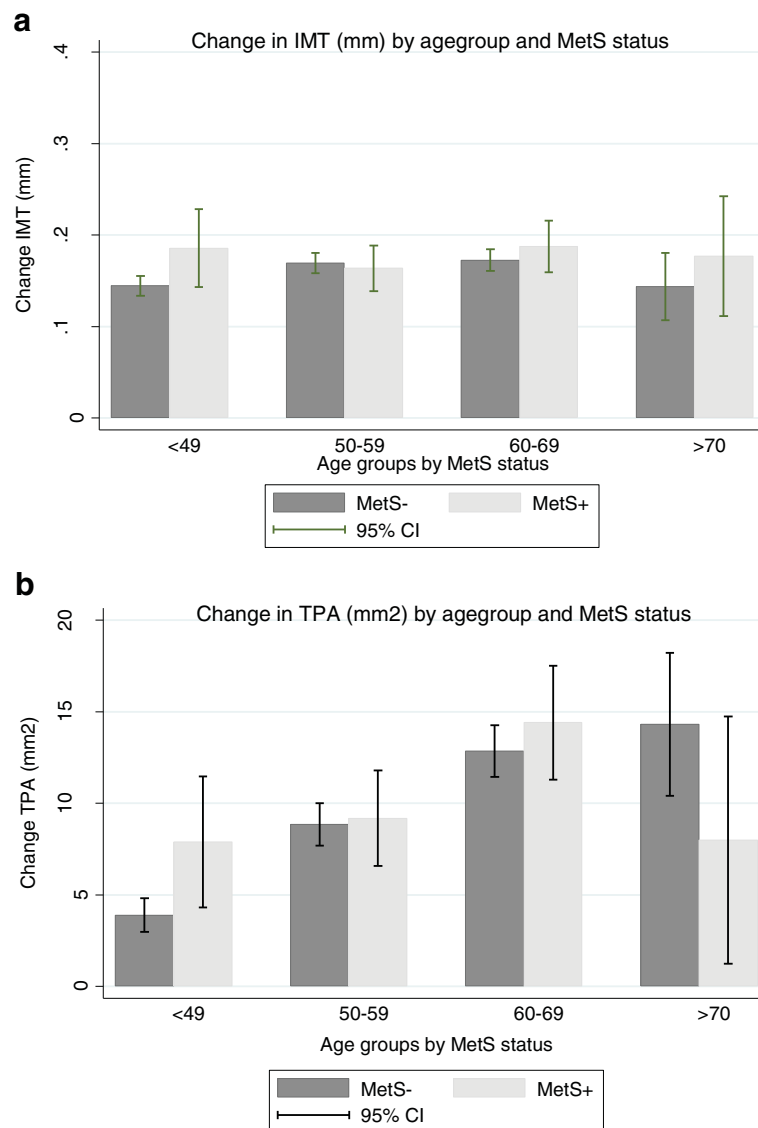 a
Change in IMT (mm) by agegroup and MetS status
.4
.3
.2
.1
0
Change IMT (mm)
<49 50-59 60-69 >70
Age groups by MetS status
MetS- MetS+
95% CI
b
Change in TPA (mm2) by agegroup and MetS status
20
15
10
5
0
Change TPA (mm2)
<49 50-59 60-69 >70
Age groups by MetS status
MetS- MetS+
95% CI